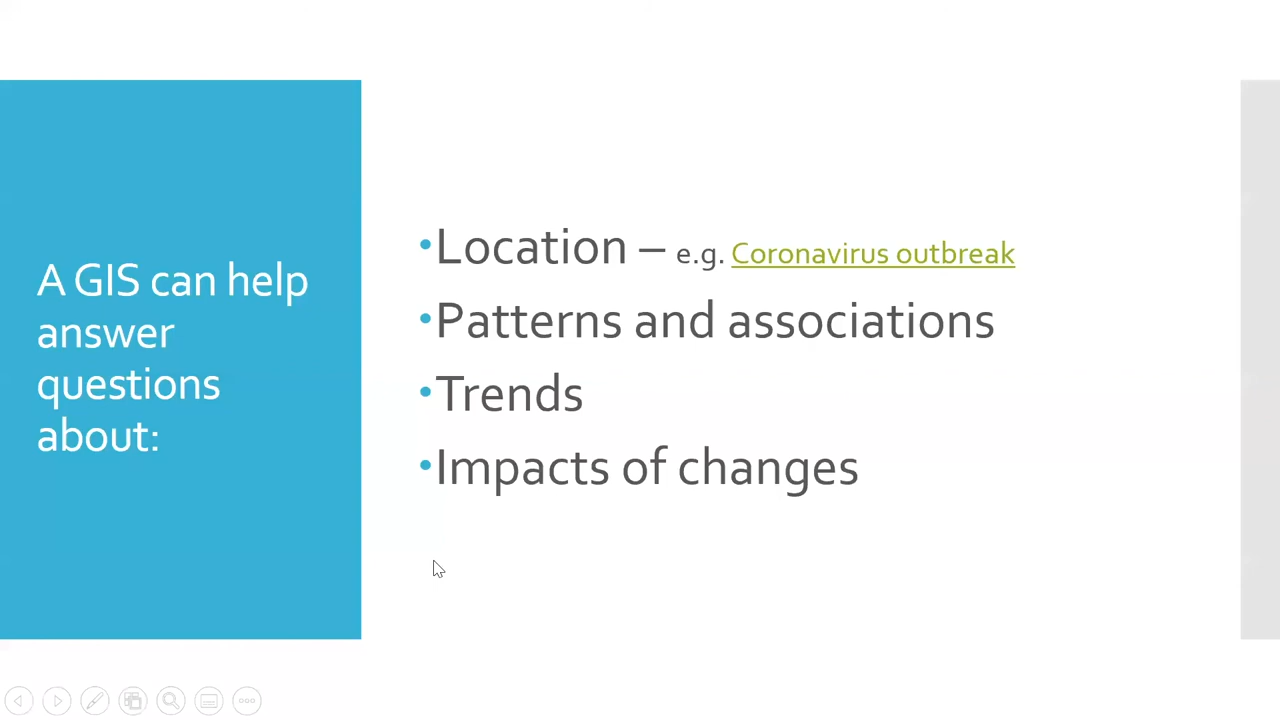 A GIS can help
answer
questions
about:
•Location – e.g. Coronavirus outbreak
•Patterns and associations
•Trends
•Impacts of changes